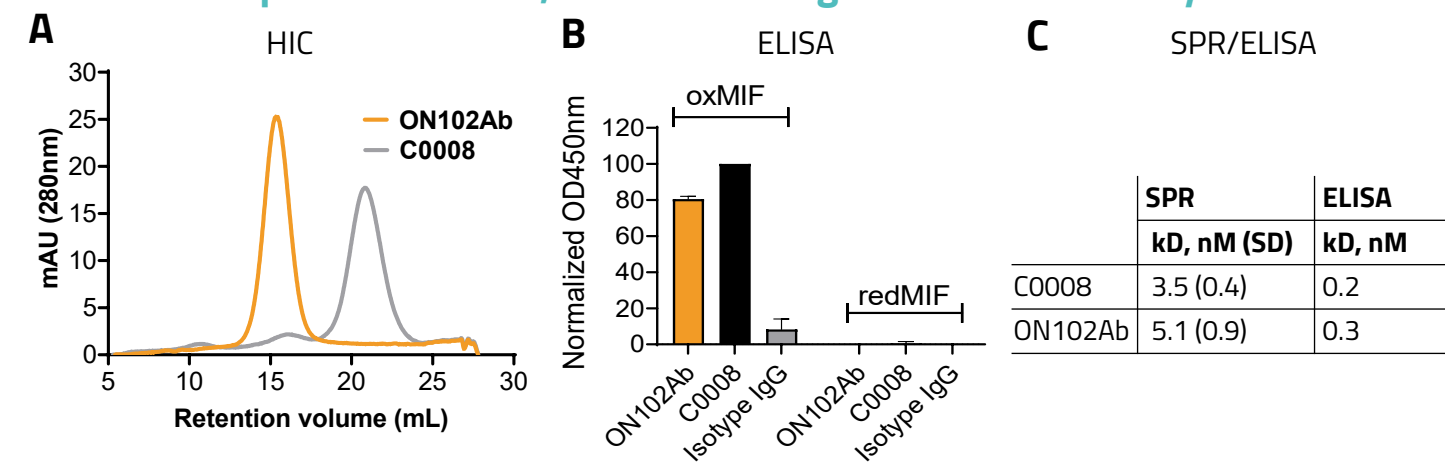 A
HIC
30
25
20
15
10
5
0
mAU (280nm)
ON102Ab
C0008
5 10 15 20 25 30
Retention volume (mL)
B
ELISA
oxMIF
120
100
80
60
40
20
0
Normalized OD450nm
redMIF
ON102Ab
C0008
Isotype IgG
ON102Ab
C0008
Isotype IgG
C
SPR/ELISA
SPR ELISA
kD, nM (SD) kD, nM
C0008 3.5 (0.4) 0.2
ON102Ab 5.1 (0.9) 0.3